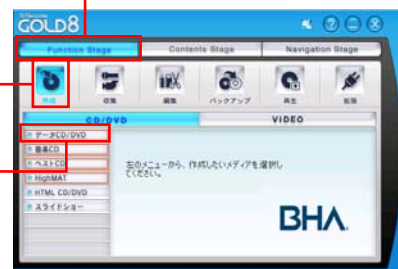 GOLD8
Function Stage
Contents Stage
Navigation Stage
作成
収集
編集
バックアップ
再生
拡張
CD/DVD
VIDEO
データCD/DVD
音楽CD
ベストCD
HighMAT
HTML CD/DVD
スライドショー
左のメニューから、作成したいメディアを選択し
てください。
BHA.